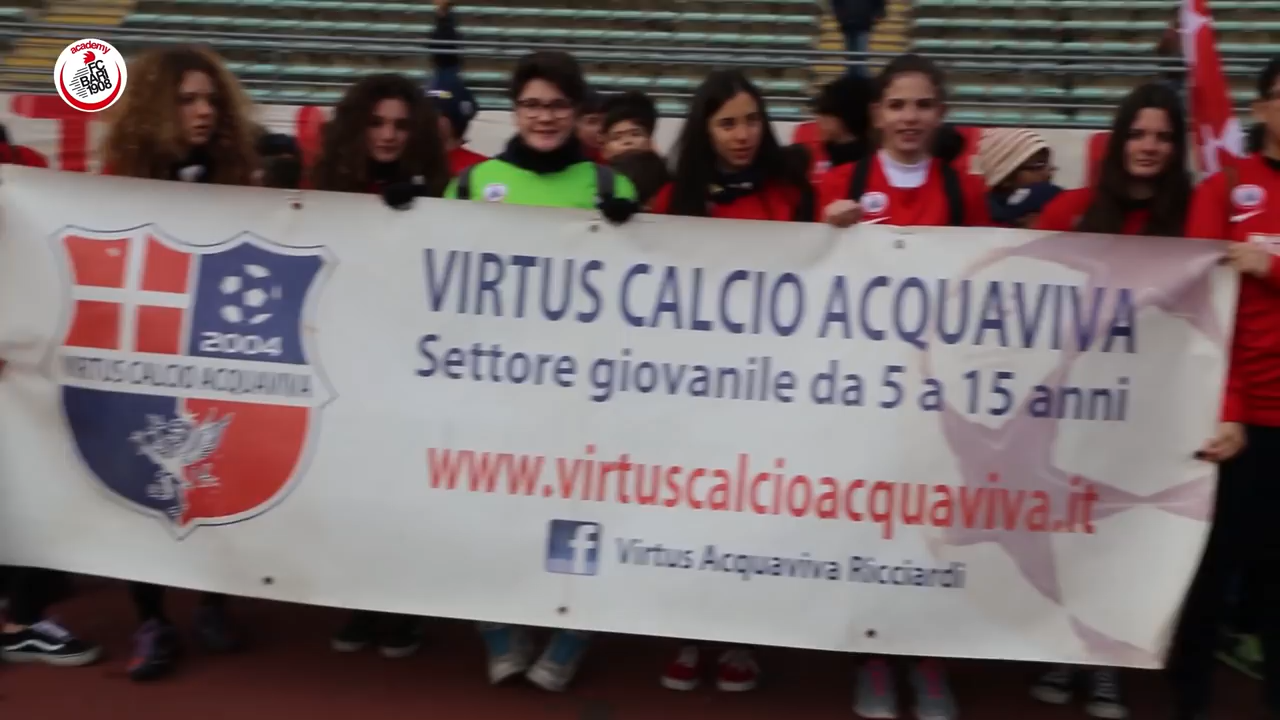 academy
FC
BARI
1908
2004
VIRTUS CALCIO ACQUAVIVA
VIRTUS CALCIO ACQUAVIVA
Settore giovanile da 5 a 15 anni
www.virtuscalcioacquaviva.it
f Virtus Acquaviva Ricciardi